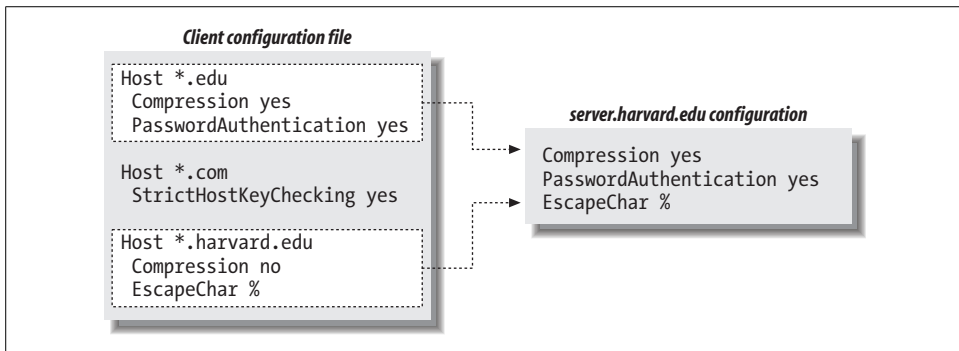 Client configuration file
Host *.edu
Compression yes
PasswordAuthentication yes
Host *.com
StrictHostKeyChecking yes
Host *.harvard.edu
Compression no
EscapeChar %
server.harvard.edu configuration
Compression yes
PasswordAuthentication yes
EscapeChar %